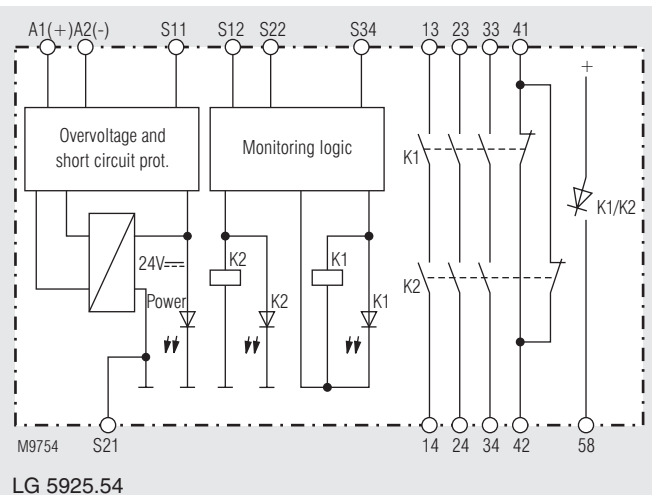 A1(+) A2(-) S11 S12 S22 S34 13 23 33 41
+
Overvoltage and
short circuit prot.
Monitoring logic
K1
K1/K2
24V
K2 K1
K2
Power K2 K1
M9754 S21 14 24 34 42 58
LG 5925.54